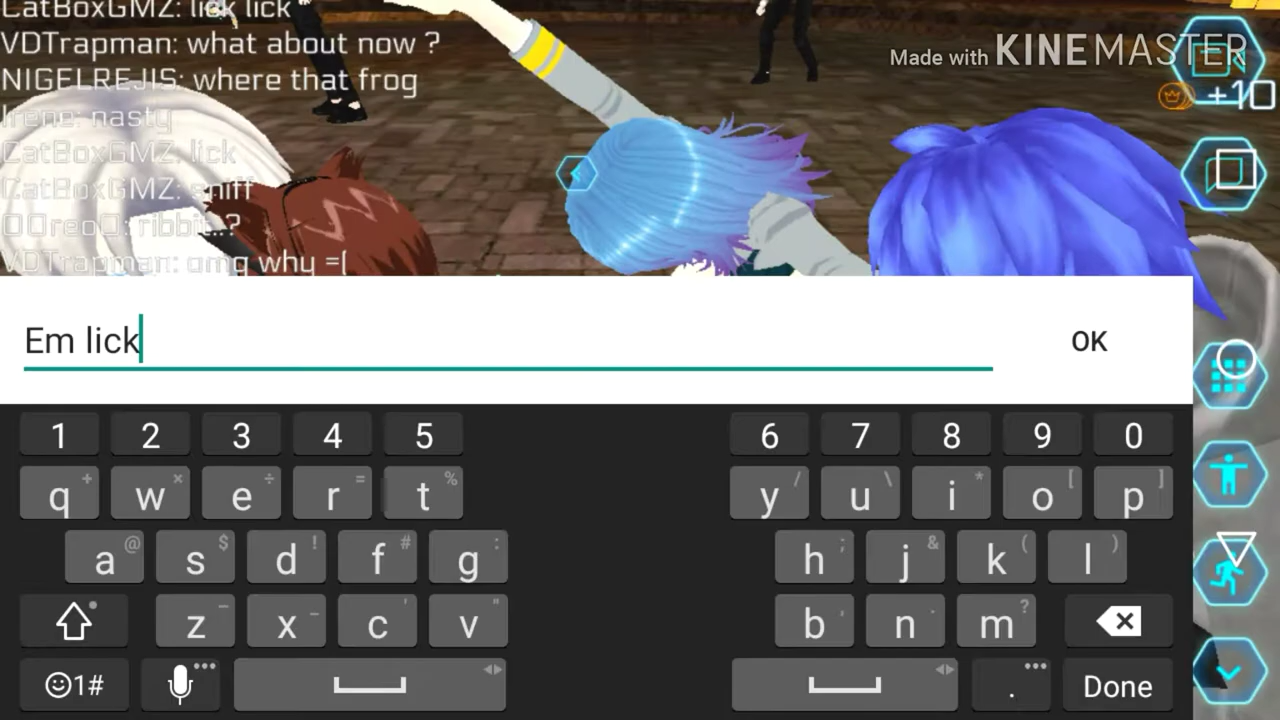 CatBoxGMZ: lick lick
VDTrapman: what about now ?
NIGELREJIS: where that frog
Irene: nasty
CatBoxGMZ: lick
CatBoxGMZ: sniff
OOreoO: ribbit..?
VDTrapman: omg why =[
Made with KINEMASTER
+10
Em lick
OK
1 2 3 4 5 6 7 8 9 0
q + w × e ÷ r = t % y / u \ i * o [ p ]
a @ s $ d ! f # g : h ; j & k ( l )
z - x _ c ' v " b , n . m ?
1# . Done